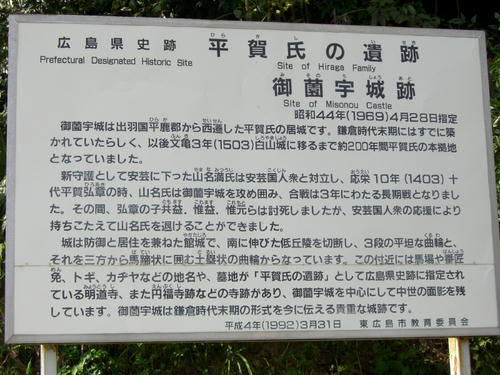 広島県史跡 平賀氏の遺跡
Prefectural Designated Historic Site Site of Hiraga Family
御薗宇城跡
Site of Misonou Castle
昭和44年(1969)4月28日指定
御薗宇城は出羽国平鹿郡から西遷した平賀氏の居城です。鎌倉時代末期にはすでに築
かれていたらしく、以後文亀3年(1503)白山城に移るまで約200年間平賀氏の本拠地
となっていました。
新守護として安芸に下った山名満氏は安芸国人衆と対立し、応栄10年(1403)十
代平賀弘章の時、山名氏は御薗宇城を攻め囲み、合戦は3年にわたる長期戦となりまし
た。その間、弘章の子共益、惟益、惟元らは討死しましたが、安芸国人衆の応援により
持ちこたえて山名氏を退けることができました。
城は防御と居住を兼ねた館城で、南に伸びた低丘陵を切断し、3段の平坦な曲輪と、
それを三方から馬蹄状に囲む土塁状の曲輪からなっています。この付近には馬場や番匠
免、トギ、カヂヤなどの地名や、墓地が「平賀氏の遺跡」として広島県史跡に指定され
ている明道寺、また円福寺跡などの寺跡があり、御薗宇城を中心にして中世の面影を残
しています。御薗宇城は鎌倉時代末期の形式を今に伝える貴重な城跡です。
平成4年(1992)3月31日 東広島市教育委員会